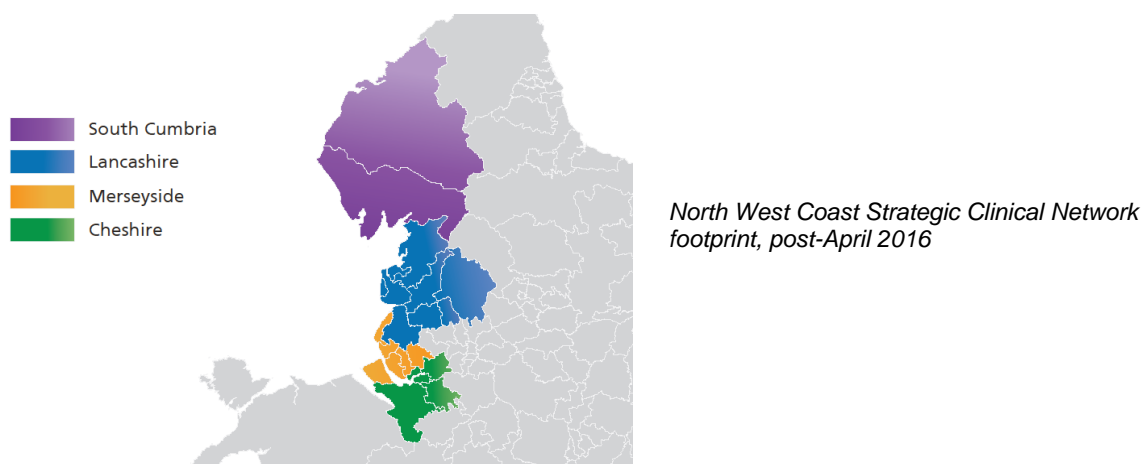 South Cumbria
Lancashire
Merseyside
Cheshire
North West Coast Strategic Clinical Network
footprint, post-April 2016